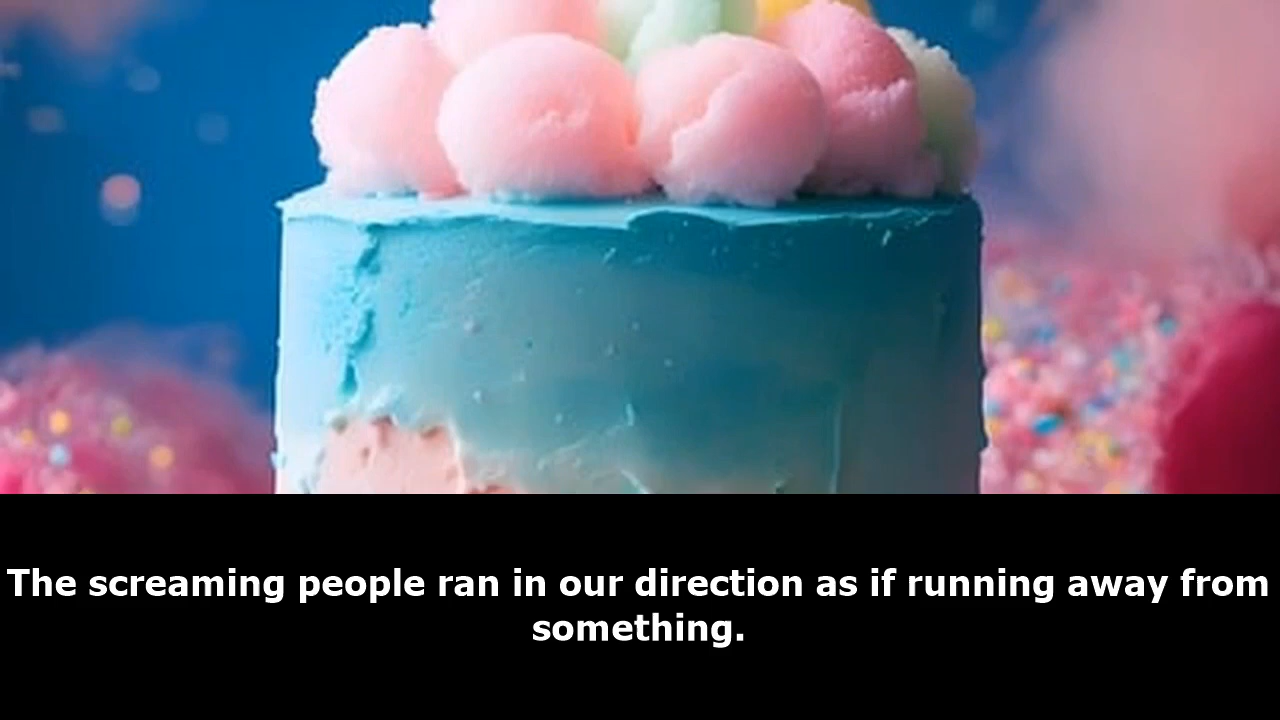 The screaming people ran in our direction as if running away from
something.